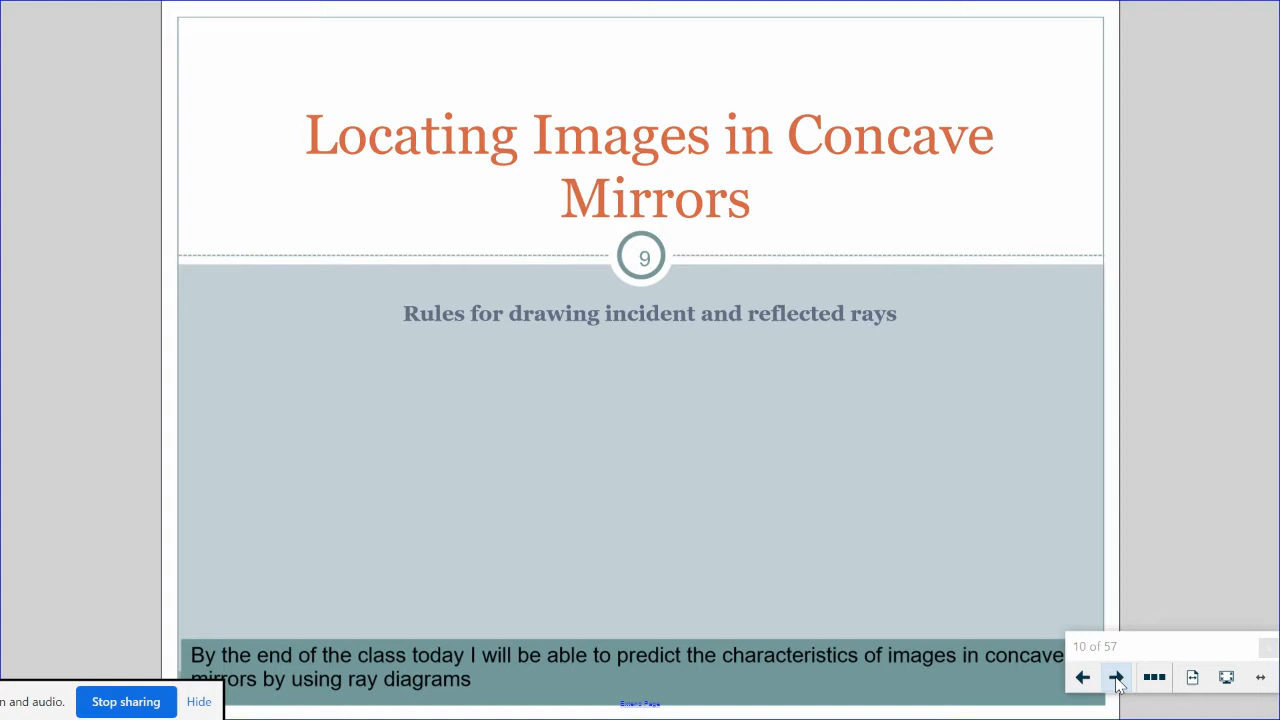 Locating Images in Concave
Mirrors
9
Rules for drawing incident and reflected rays
By the end of the class today I will be able to predict the characteristics of images in concave
mirrors by using ray diagrams
10 of 57
n and audio.
Stop sharing
Hide
Extend Page